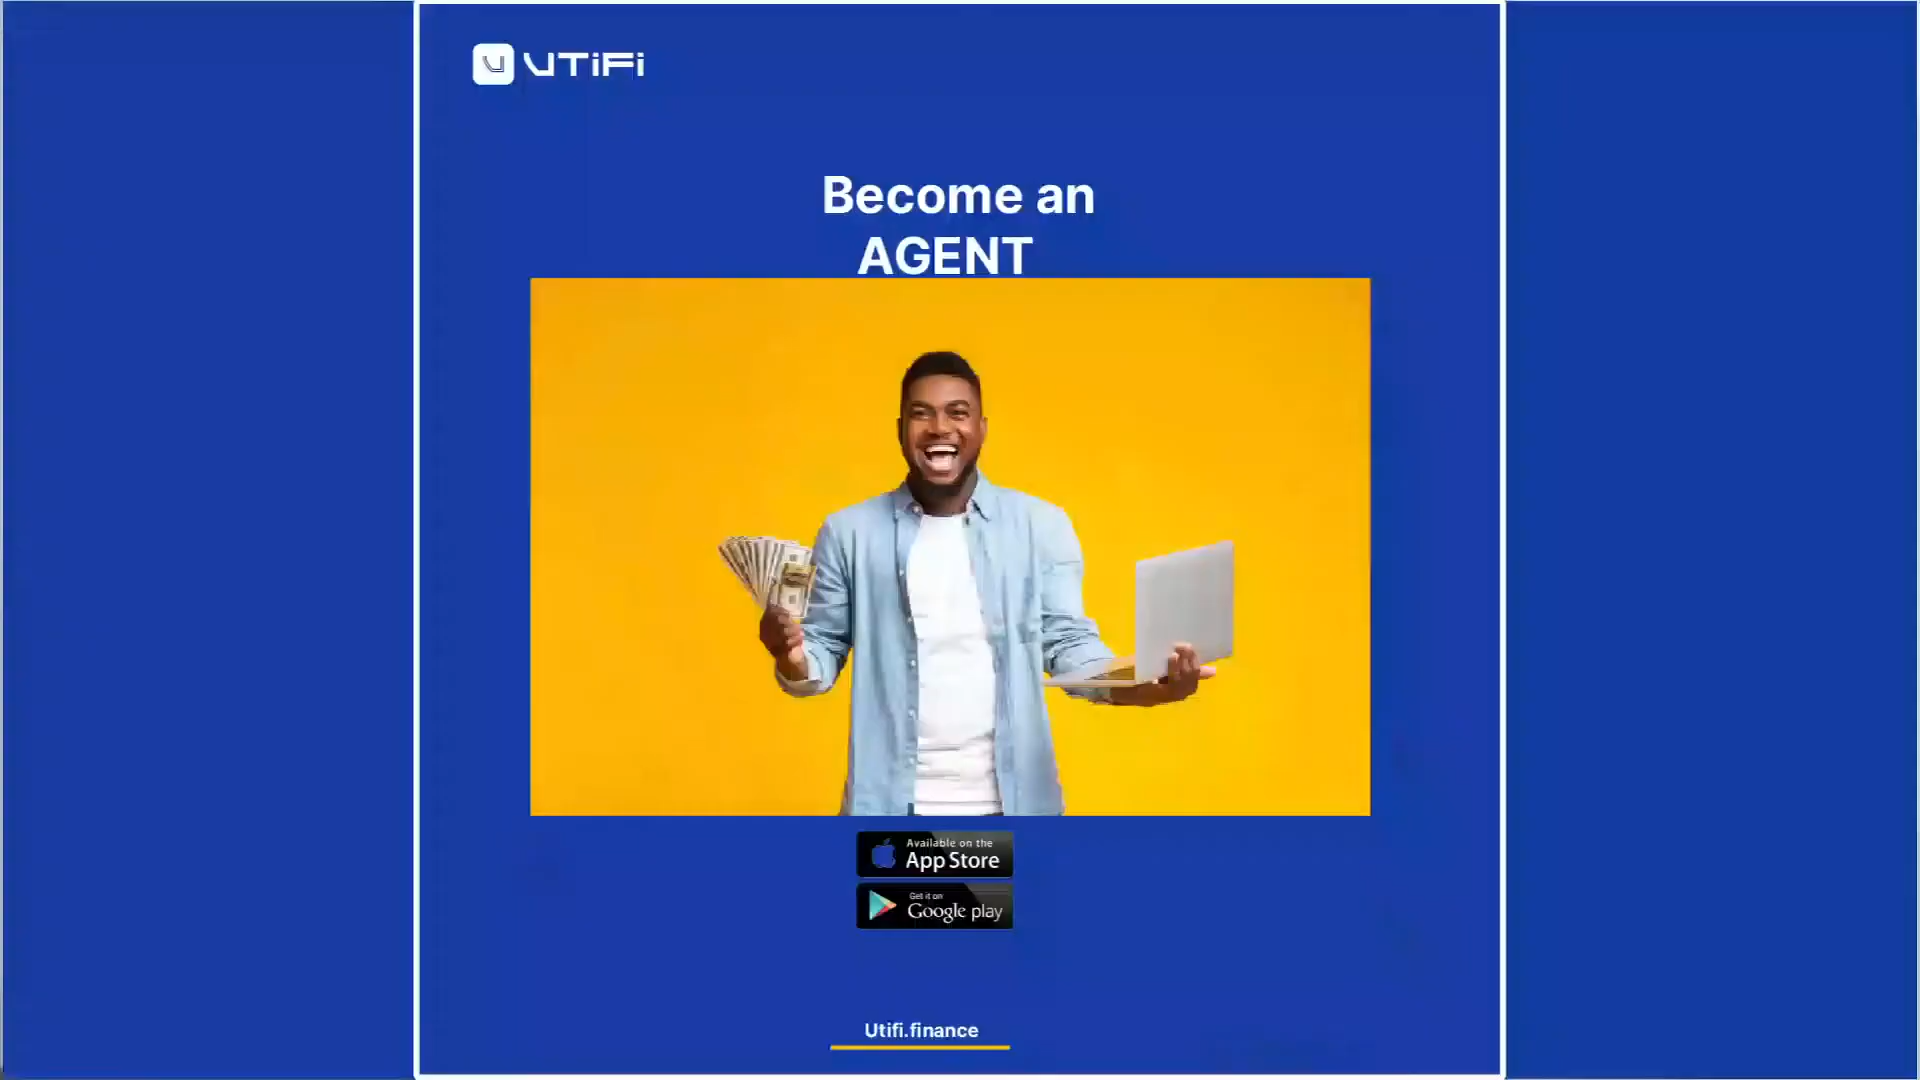 UTiFi
Become an
AGENT
Available on the
App Store
Get it on
Google play
Utifi.finance